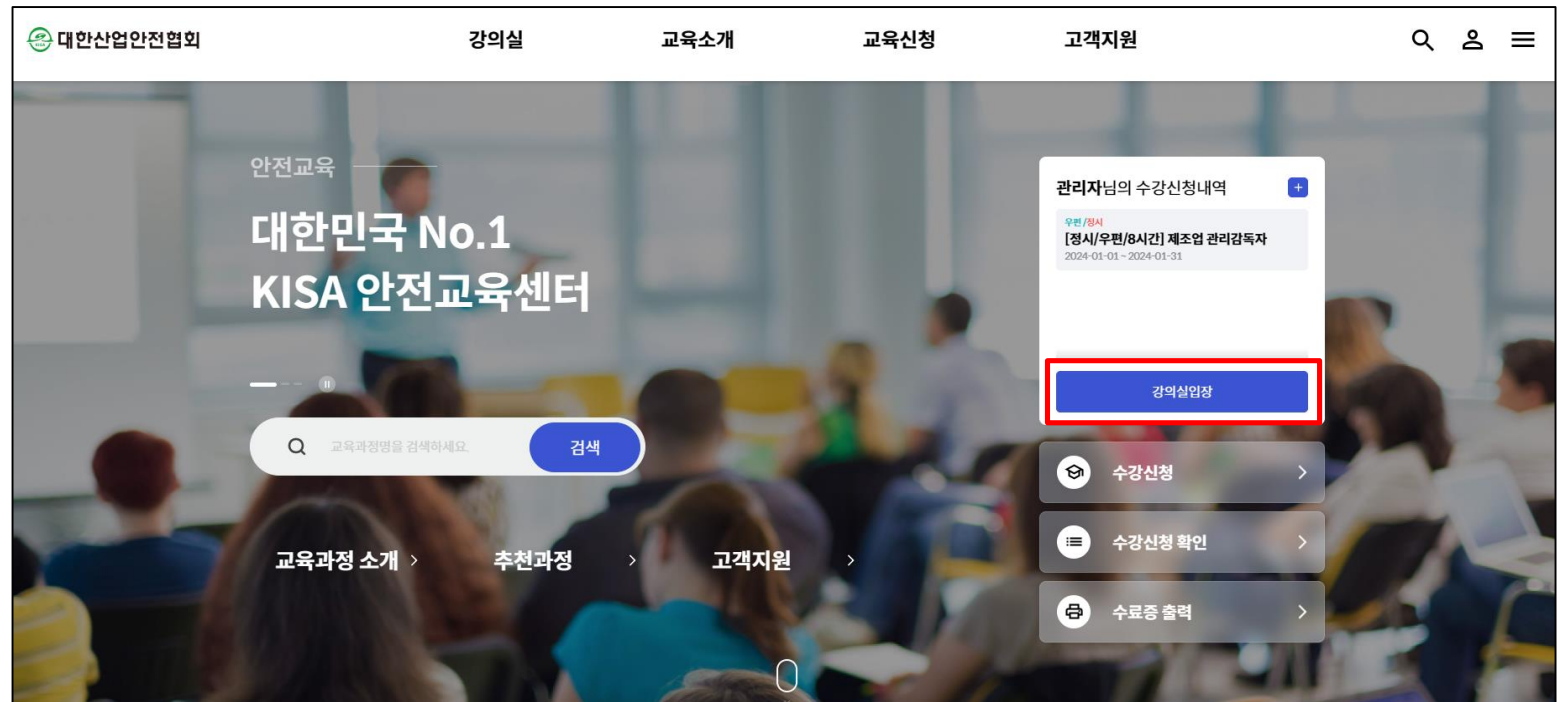 대한산업안전협회
강의실 교육소개 교육신청 고객지원
안전교육
대한민국 No.1
KISA 안전교육센터
교육과정명을 검색하세요. 검색
교육과정 소개 추천과정 고객지원
관리자님의 수강신청내역
우편/정시
[정시/우편/8시간] 제조업 관리감독자
2024-01-01 ~ 2024-01-31
강의실입장
수강신청
수강신청 확인
수료증 출력